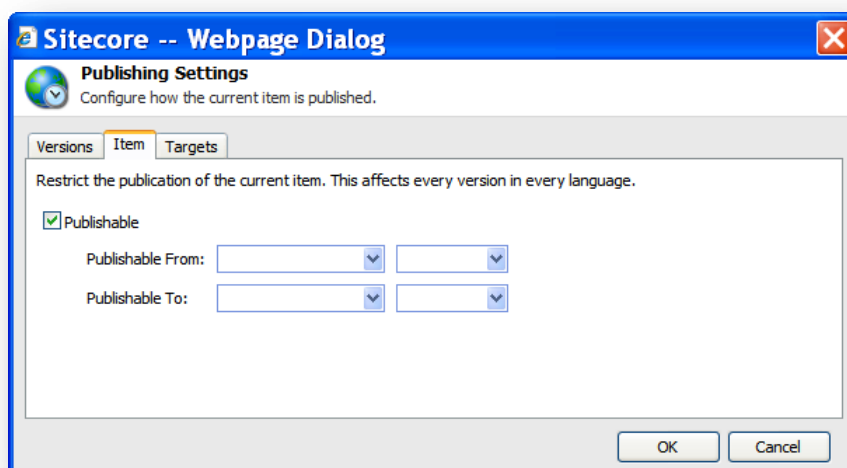 Sitecore -- Webpage Dialog
Publishing Settings
Configure how the current item is published.
Versions Item Targets
Restrict the publication of the current item. This affects every version in every language.
Publishable
Publishable From:
Publishable To:
OK Cancel